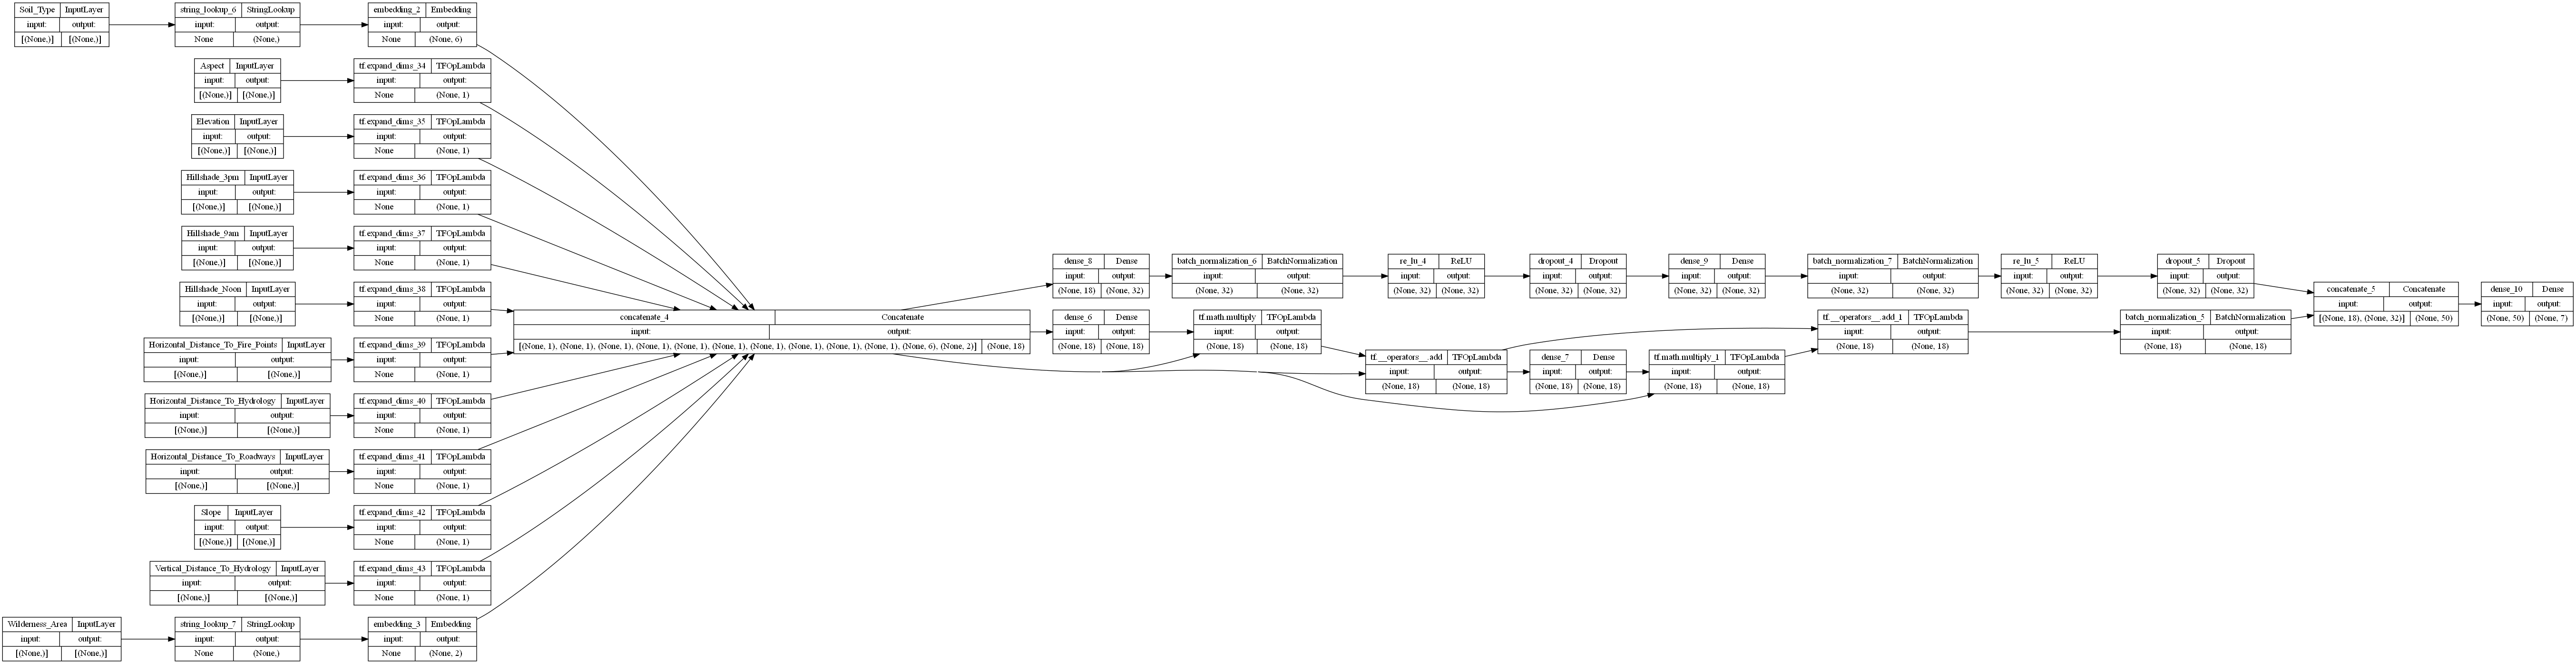 Soil_Type InputLayer
input: output:
[(None,)] [(None,)]
string_lookup_6 StringLookup
input: output:
None (None,)
embedding_2 Embedding
input: output:
None (None, 6)
Aspect InputLayer
input: output:
[(None,)] [(None,)]
tf.expand_dims_34 TFOpLambda
input: output:
None (None, 1)
Elevation InputLayer
input: output:
[(None,)] [(None,)]
tf.expand_dims_35 TFOpLambda
input: output:
None (None, 1)
Hillshade_3pm InputLayer
input: output:
[(None,)] [(None,)]
tf.expand_dims_36 TFOpLambda
input: output:
None (None, 1)
Hillshade_9am InputLayer
input: output:
[(None,)] [(None,)]
tf.expand_dims_37 TFOpLambda
input: output:
None (None, 1)
Hillshade_Noon InputLayer
input: output:
[(None,)] [(None,)]
tf.expand_dims_38 TFOpLambda
input: output:
None (None, 1)
Horizontal_Distance_To_Fire_Points InputLayer
input: output:
[(None,)] [(None,)]
tf.expand_dims_39 TFOpLambda
input: output:
None (None, 1)
Horizontal_Distance_To_Hydrology InputLayer
input: output:
[(None,)] [(None,)]
tf.expand_dims_40 TFOpLambda
input: output:
None (None, 1)
Horizontal_Distance_To_Roadways InputLayer
input: output:
[(None,)] [(None,)]
tf.expand_dims_41 TFOpLambda
input: output:
None (None, 1)
Slope InputLayer
input: output:
[(None,)] [(None,)]
tf.expand_dims_42 TFOpLambda
input: output:
None (None, 1)
Vertical_Distance_To_Hydrology InputLayer
input: output:
[(None,)] [(None,)]
tf.expand_dims_43 TFOpLambda
input: output:
None (None, 1)
Wilderness_Area InputLayer
input: output:
[(None,)] [(None,)]
string_lookup_7 StringLookup
input: output:
None (None,)
embedding_3 Embedding
input: output:
None (None, 2)
concatenate_4 Concatenate
input: output:
[(None, 1), (None, 1), (None, 1), (None, 1), (None, 1), (None, 1), (None, 1), (None, 1), (None, 1), (None, 1), (None, 6), (None, 2)] (None, 18)
dense_8 Dense
input: output:
(None, 18) (None, 32)
batch_normalization_6 BatchNormalization
input: output:
(None, 32) (None, 32)
re_lu_4 ReLU
input: output:
(None, 32) (None, 32)
dropout_4 Dropout
input: output:
(None, 32) (None, 32)
dense_9 Dense
input: output:
(None, 32) (None, 32)
batch_normalization_7 BatchNormalization
input: output:
(None, 32) (None, 32)
re_lu_5 ReLU
input: output:
(None, 32) (None, 32)
dropout_5 Dropout
input: output:
(None, 32) (None, 32)
dense_6 Dense
input: output:
(None, 18) (None, 18)
tf.math.multiply TFOpLambda
input: output:
(None, 18) (None, 18)
tf.__operators__.add TFOpLambda
input: output:
(None, 18) (None, 18)
dense_7 Dense
input: output:
(None, 18) (None, 18)
tf.math.multiply_1 TFOpLambda
input: output:
(None, 18) (None, 18)
tf.__operators__.add_1 TFOpLambda
input: output:
(None, 18) (None, 18)
batch_normalization_5 BatchNormalization
input: output:
(None, 18) (None, 18)
concatenate_5 Concatenate
input: output:
[(None, 18), (None, 32)] (None, 50)
dense_10 Dense
input: output:
(None, 50) (None, 7)